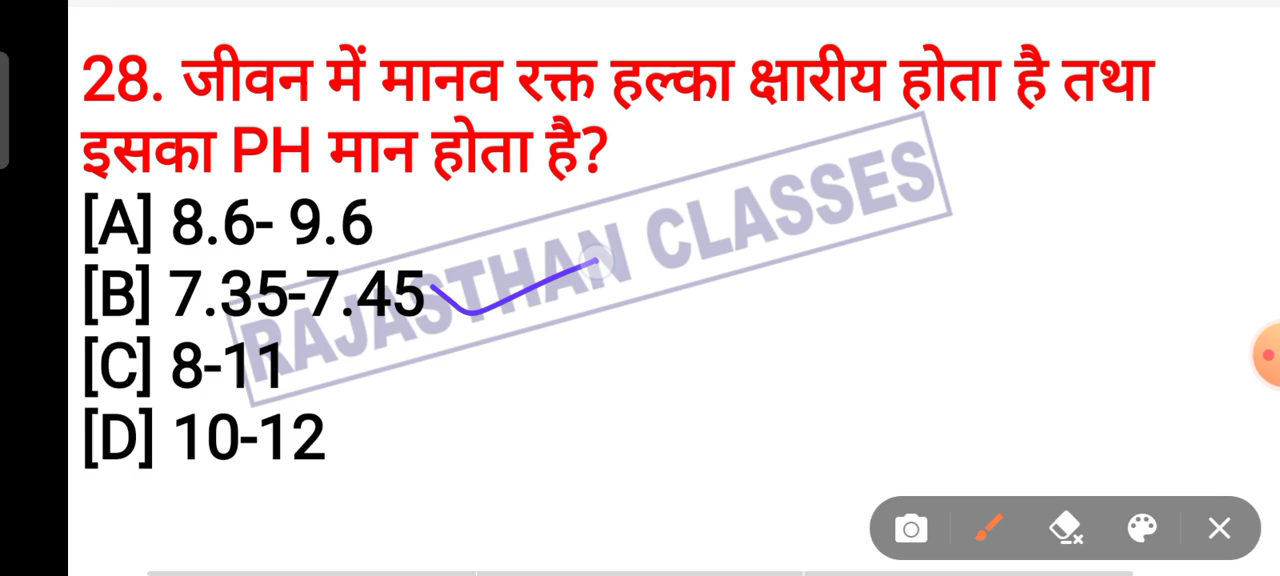 28. जीवन में मानव रक्त हल्का क्षारीय होता है तथा
इसका PH मान होता है?
[A] 8.6- 9.6
[B] 7.35-7.45
[C] 8-11
[D] 10-12
RAJASTHAN CLASSES